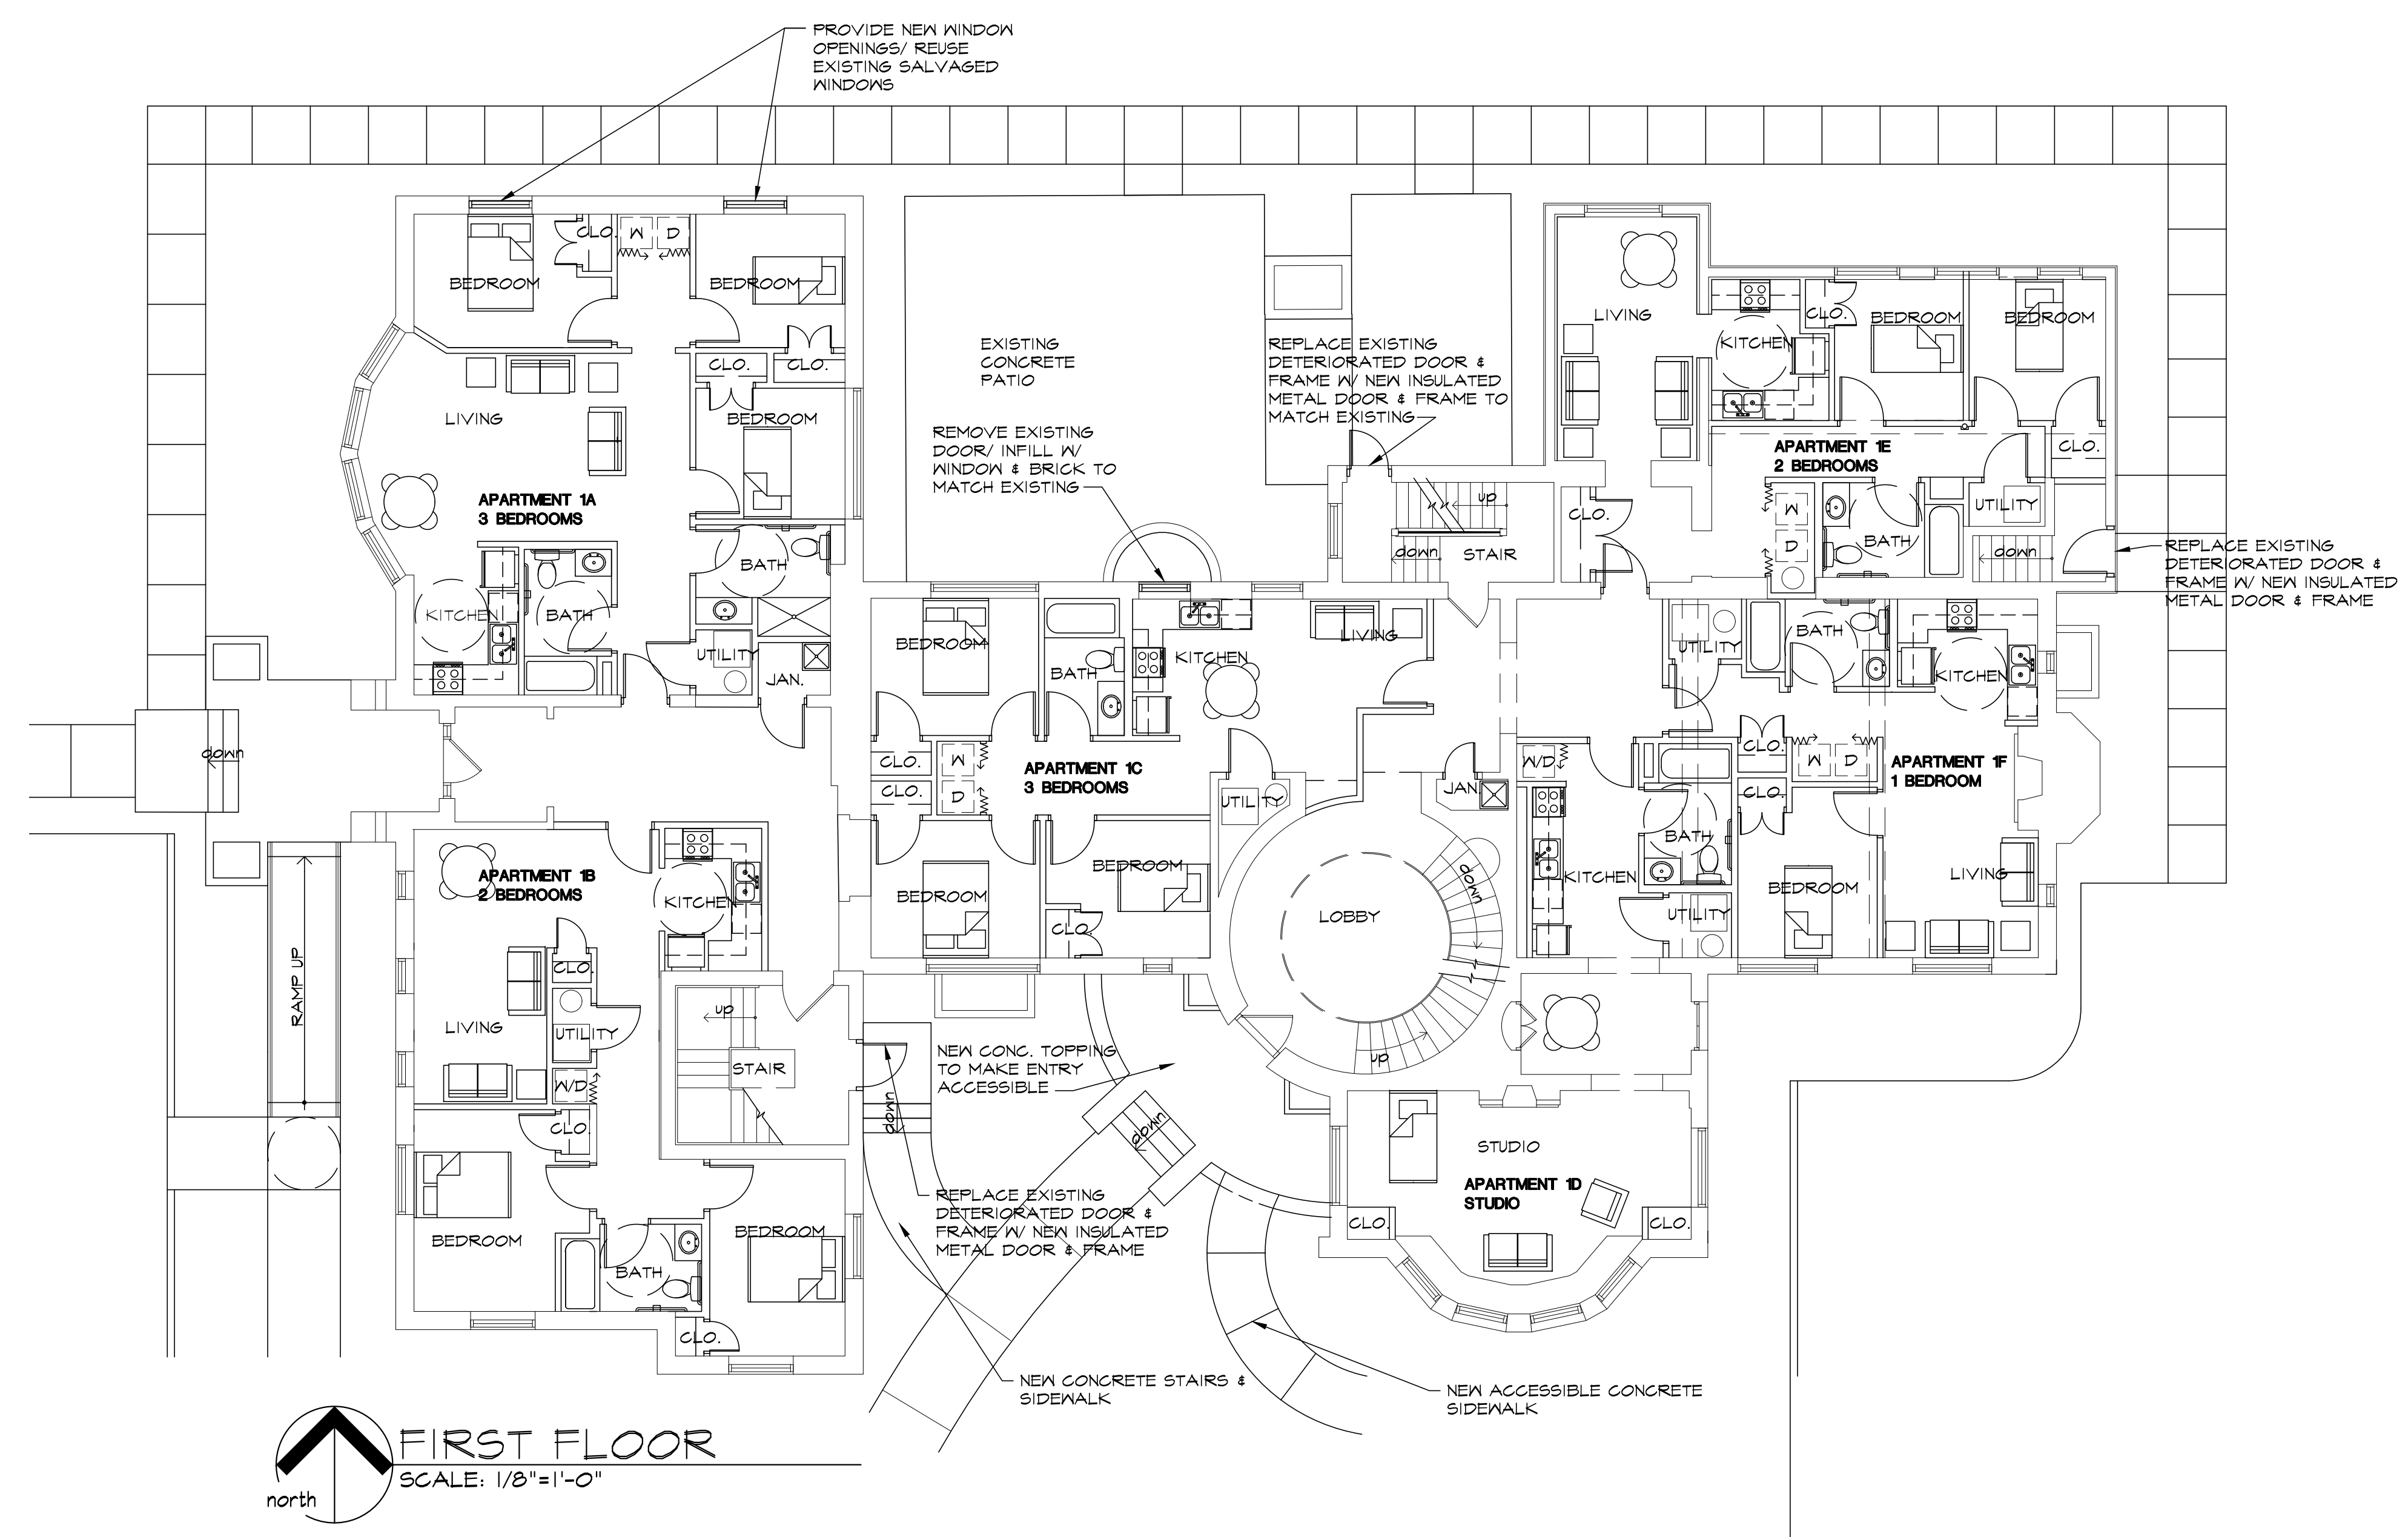 PROVIDE NEW WINDOW
OPENINGS/ REUSE
EXISTING SALVAGED
WINDOWS
CLO.
W
D
BEDROOM
BEDROOM
CLO.
CLO.
LIVING
BEDROOM
APARTMENT 1A
3 BEDROOMS
BATH
KITCHEN
BATH
UTILITY
JAN.
EXISTING
CONCRETE
PATIO
REMOVE EXISTING
DOOR/ INFILL W/
WINDOW & BRICK TO
MATCH EXISTING
REPLACE EXISTING
DETERIORATED DOOR &
FRAME W/ NEW INSULATED
METAL DOOR & FRAME TO
MATCH EXISTING
up
down
STAIR
LIVING
KITCHEN
CLO.
BEDROOM
BEDROOM
APARTMENT 1E
2 BEDROOMS
CLO.
CLO.
W
D
BATH
UTILITY
down
REPLACE EXISTING
DETERIORATED DOOR &
FRAME W/ NEW INSULATED
METAL DOOR & FRAME
BEDROOM
BATH
KITCHEN
LIVING
CLO.
W
CLO.
D
APARTMENT 1C
3 BEDROOMS
UTILITY
BEDROOM
BEDROOM
CLO.
JAN.
LOBBY
down
up
UTILITY
BATH
KITCHEN
CLO.
W
D
APARTMENT 1F
1 BEDROOM
CLO.
BEDROOM
LIVING
W/D
BATH
KITCHEN
UTILITY
down
RAMP UP
APARTMENT 1B
2 BEDROOMS
KITCHEN
CLO.
LIVING
UTILITY
W/D
CLO.
up
STAIR
BEDROOM
BATH
BEDROOM
CLO.
down
NEW CONC. TOPPING
TO MAKE ENTRY
ACCESSIBLE
down
REPLACE EXISTING
DETERIORATED DOOR &
FRAME W/ NEW INSULATED
METAL DOOR & FRAME
STUDIO
APARTMENT 1D
STUDIO
CLO.
CLO.
NEW CONCRETE STAIRS &
SIDEWALK
NEW ACCESSIBLE CONCRETE
SIDEWALK
FIRST FLOOR
SCALE: 1/8"=1'-0"
north